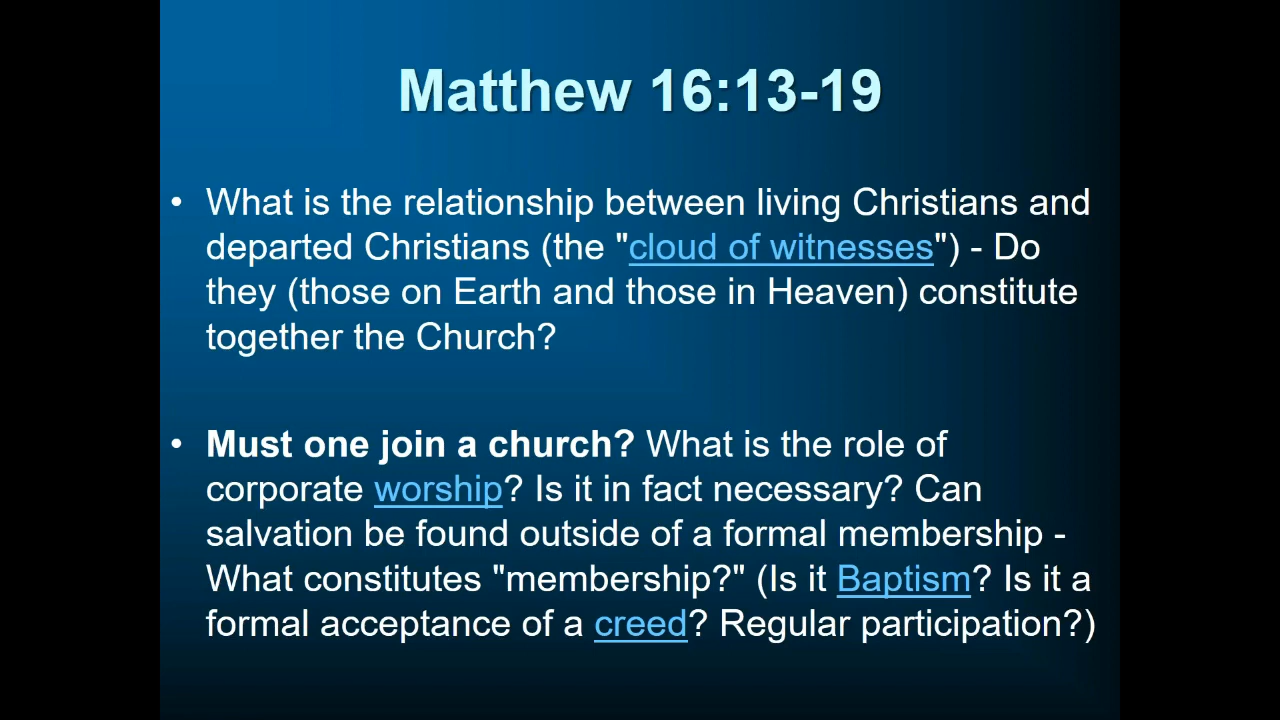 Matthew 16:13-19
• What is the relationship between living Christians and
departed Christians (the "cloud of witnesses") - Do
they (those on Earth and those in Heaven) constitute
together the Church?
• Must one join a church? What is the role of
corporate worship? Is it in fact necessary? Can
salvation be found outside of a formal membership -
What constitutes "membership?" (Is it Baptism? Is it a
formal acceptance of a creed? Regular participation?)